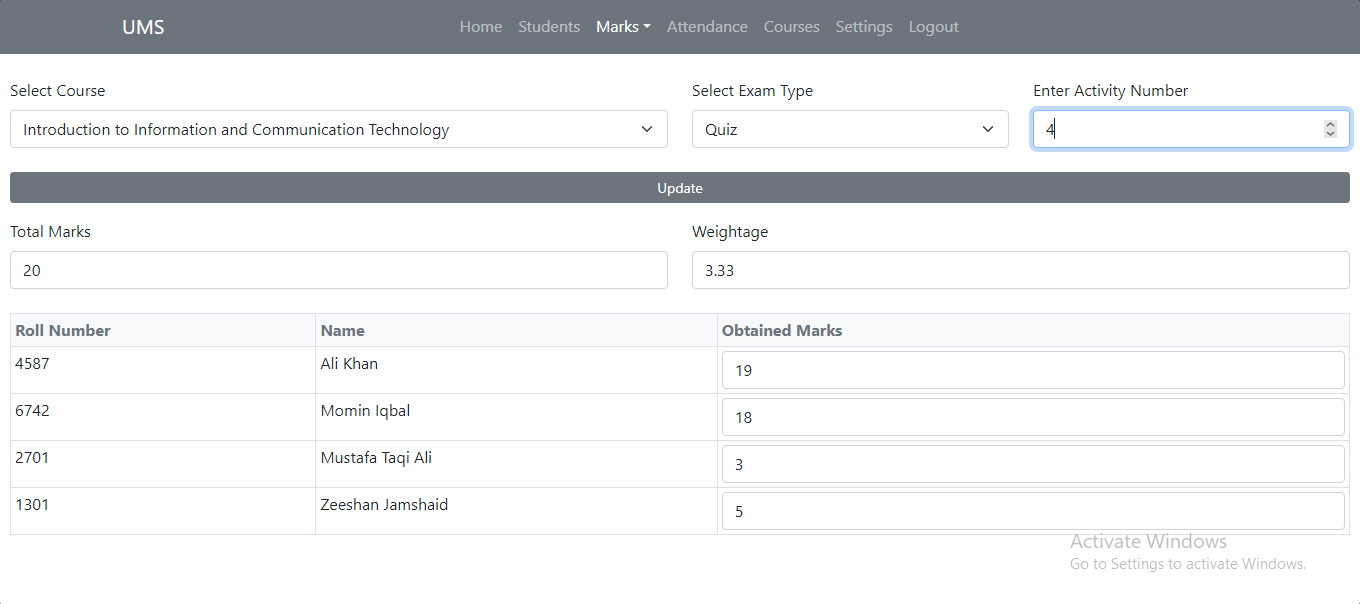 UMS Home Students Marks Attendance Courses Settings Logout
Select Course Select Exam Type Enter Activity Number
Introduction to Information and Communication Technology Quiz 4
Update
Total Marks Weightage
20 3.33
Roll Number Name Obtained Marks
4587 Ali Khan 19
6742 Momin Iqbal 18
2701 Mustafa Taqi Ali 3
1301 Zeeshan Jamshaid 5
Activate Windows
Go to Settings to activate Windows.